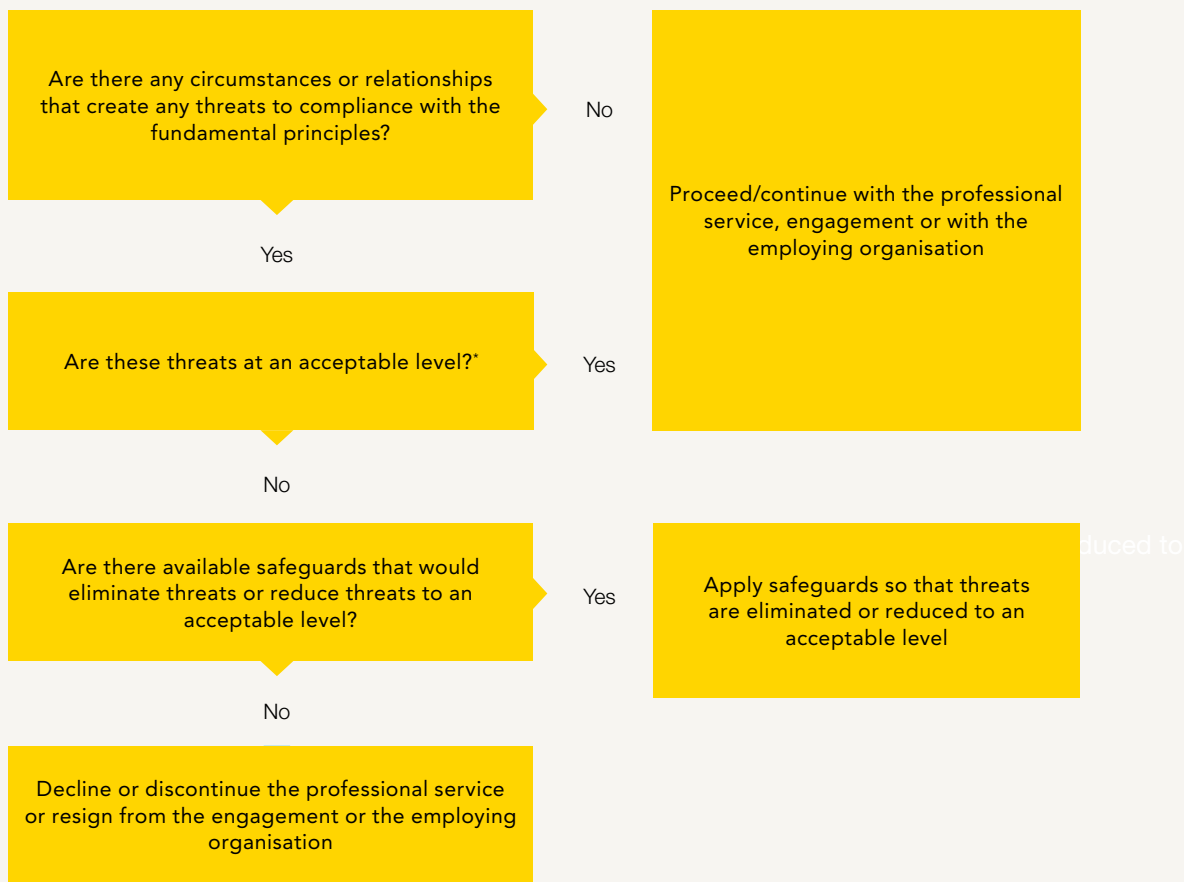 Are there any circumstances or relationships
that create any threats to compliance with the
fundamental principles?
No
Proceed/continue with the professional
service, engagement or with the
employing organisation
Yes
Are these threats at an acceptable level?*
Yes
No
Are there available safeguards that would
eliminate threats or reduce threats to an
acceptable level?
Yes
Apply safeguards so that threats
are eliminated or reduced to an
acceptable level
duced to
No
Decline or discontinue the professional service
or resign from the engagement or the employing
organisation